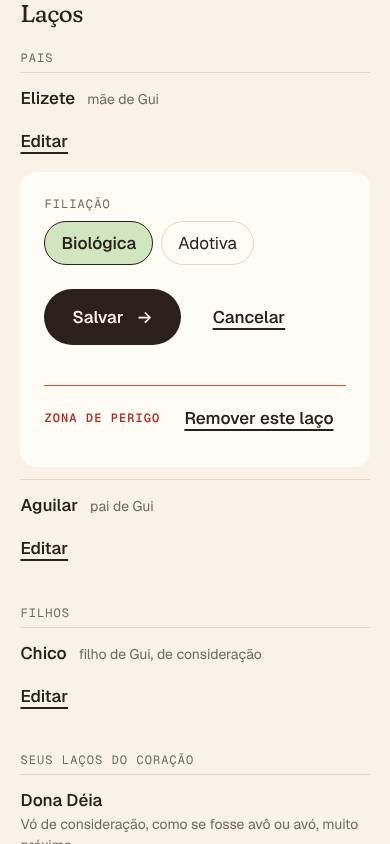 Laços
PAIS
Elizete mãe de Gui
Editar
FILIAÇÃO
Biológica Adotiva
Salvar → Cancelar
ZONA DE PERIGO Remover este laço
Aguilar pai de Gui
Editar
FILHOS
Chico filho de Gui, de consideração
Editar
SEUS LAÇOS DO CORAÇÃO
Dona Déia
Vó de consideração, como se fosse avô ou avó, muito